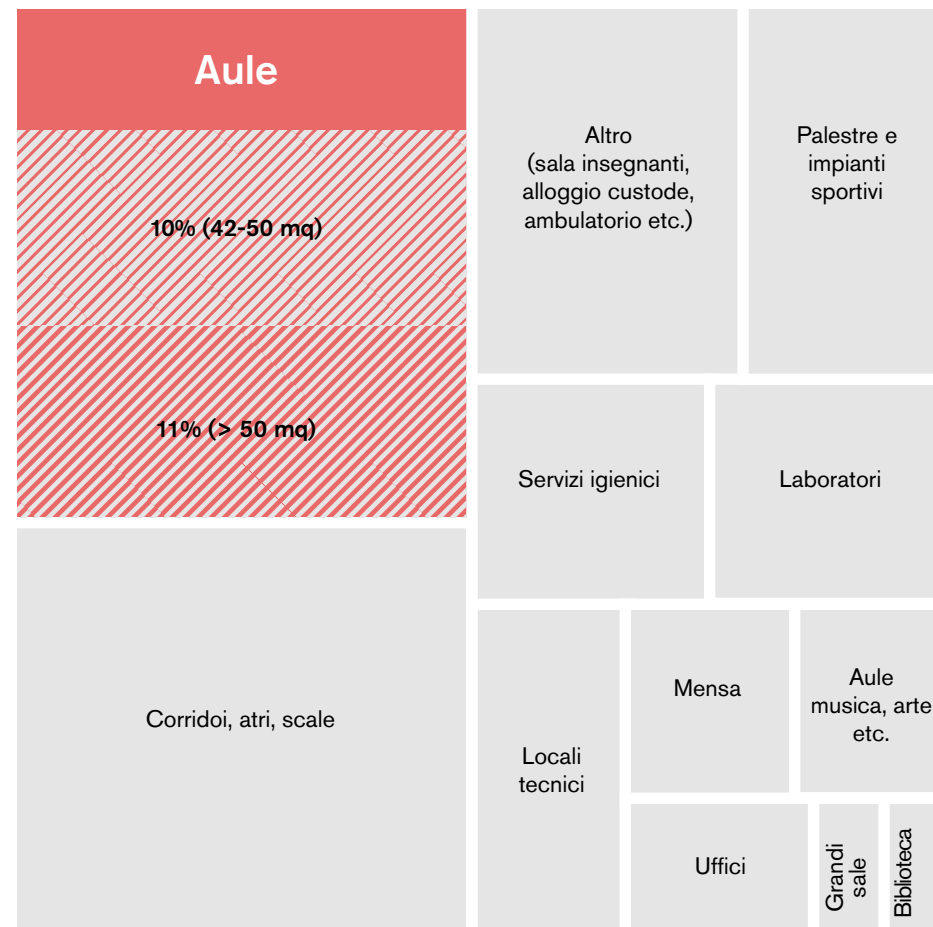 Aule
10% (42-50 mq)
11% (> 50 mq)
Corridoi, atri, scale
Altro
(sala insegnanti,
alloggio custode,
ambulatorio etc.)
Palestre e
impianti
sportivi
Servizi igienici
Laboratori
Locali
tecnici
Mensa
Aule
musica, arte
etc.
Uffici
Grandi
sale
Biblioteca